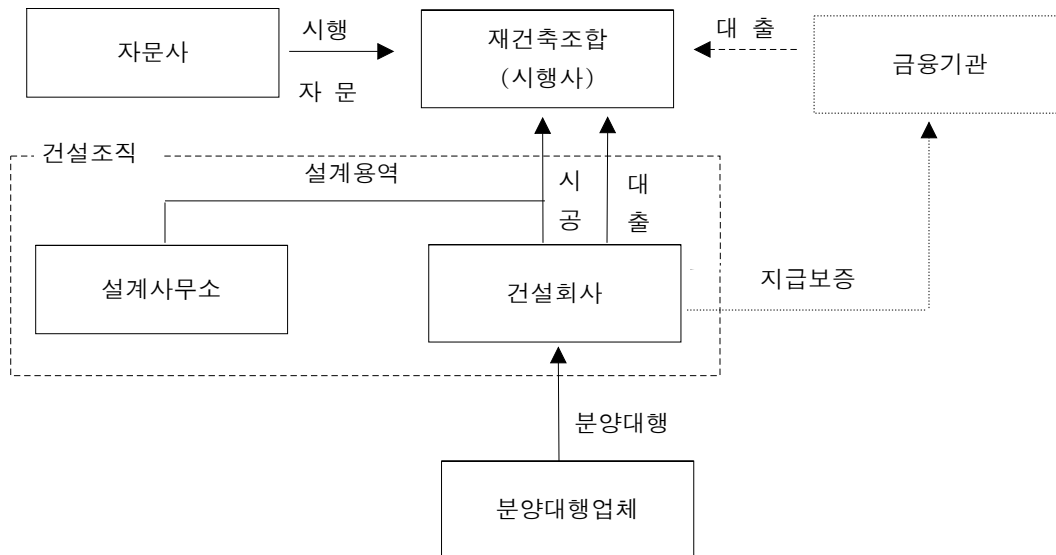 자문사
시행
자 문
재건축조합
(시행사)
대 출
금융기관
건설조직
설계용역
시
공
대
출
설계사무소
건설회사
지급보증
분양대행
분양대행업체